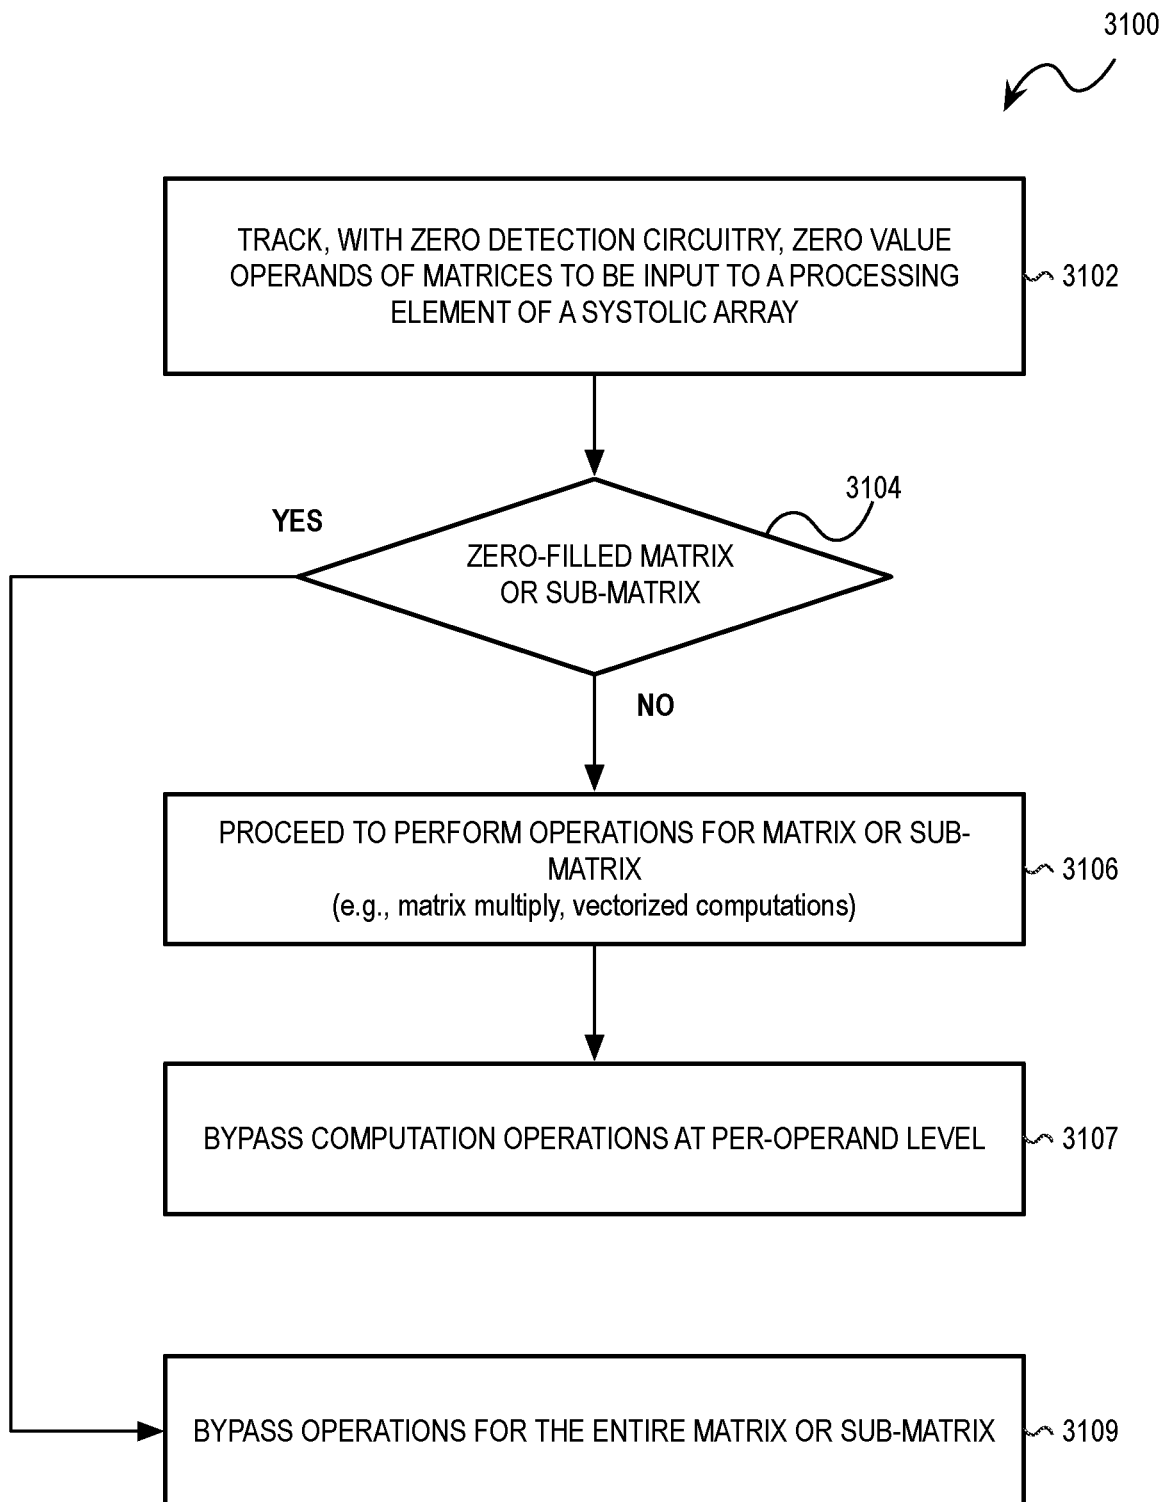 3100
TRACK, WITH ZERO DETECTION CIRCUITRY, ZERO VALUE
OPERANDS OF MATRICES TO BE INPUT TO A PROCESSING
ELEMENT OF A SYSTOLIC ARRAY
3102
3104
YES
ZERO-FILLED MATRIX
OR SUB-MATRIX
NO
PROCEED TO PERFORM OPERATIONS FOR MATRIX OR SUB-
MATRIX
(e.g., matrix multiply, vectorized computations)
3106
BYPASS COMPUTATION OPERATIONS AT PER-OPERAND LEVEL
3107
BYPASS OPERATIONS FOR THE ENTIRE MATRIX OR SUB-MATRIX
3109